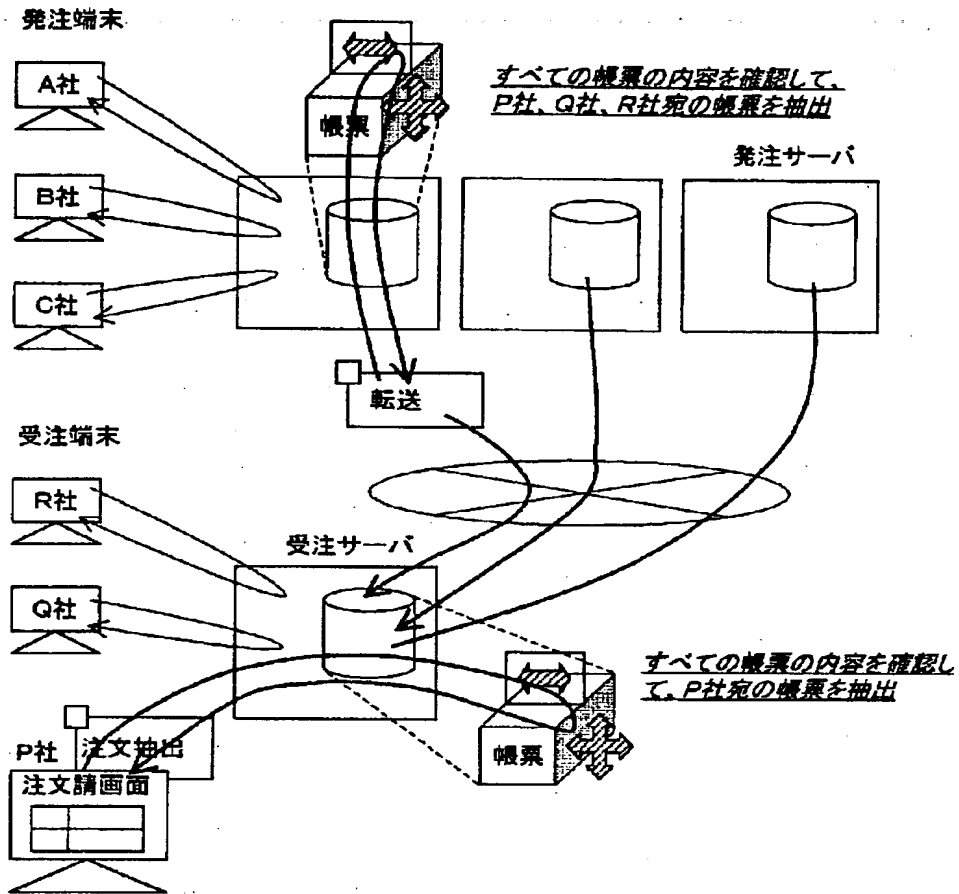 発注端末
A社
すべての帳票の内容を確認して、
P社、Q社、R社宛の帳票を抽出
帳票
発注サーバ
B社
C社
転送
受注端末
R社
受注サーバ
Q社
すべての帳票の内容を確認し
て、P社宛の帳票を抽出
P社
注文抽出
帳票
注文請画面